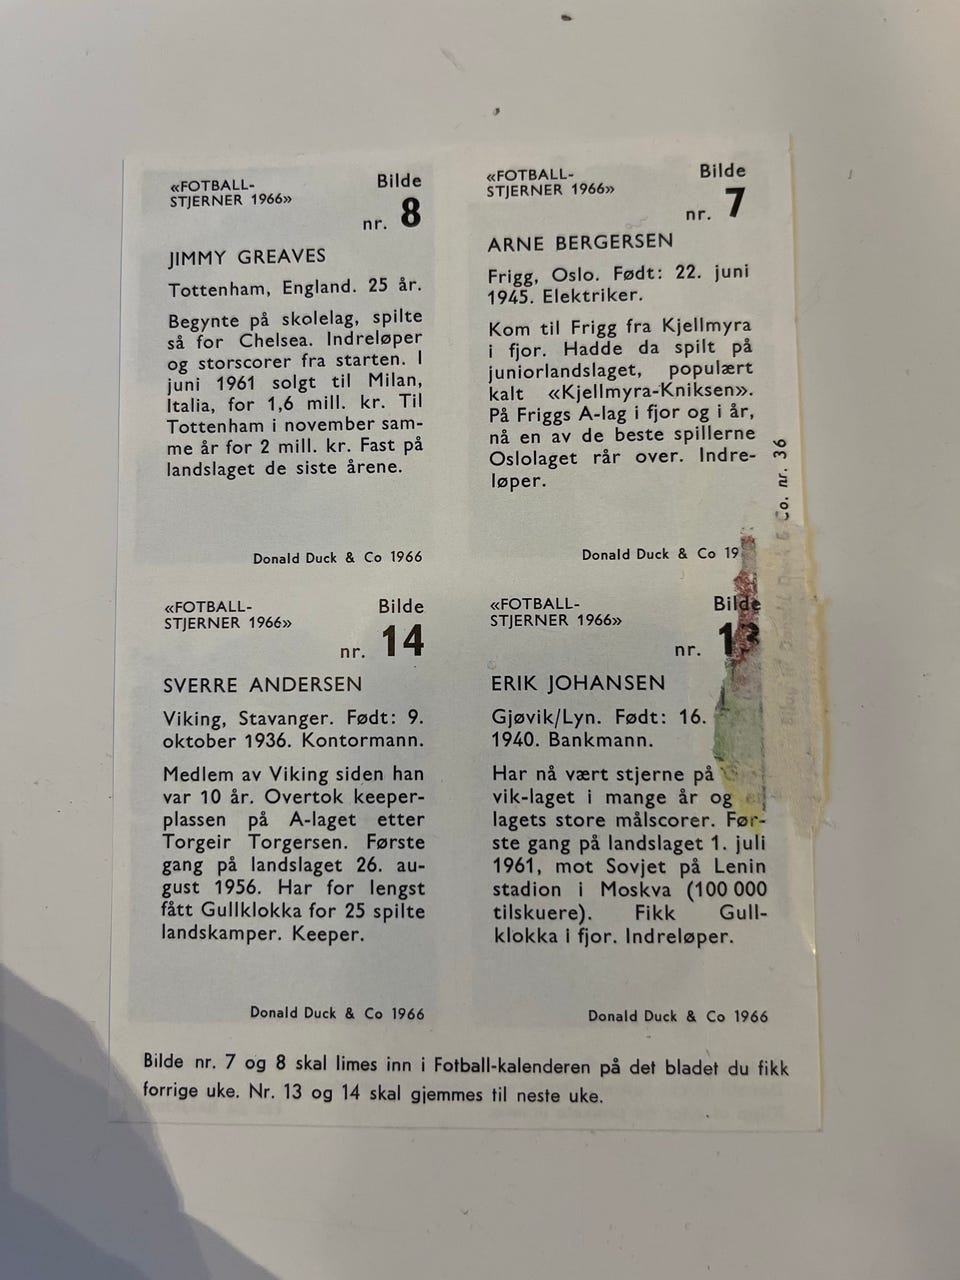 «FOTBALL-
STJERNER 1966»
Bilde
nr. 8
JIMMY GREAVES
Tottenham, England. 25 år.
Begynte på skolelag, spilte
så for Chelsea. Indreløper
og storscorer fra starten. I
juni 1961 solgt til Milan,
Italia, for 1,6 mill. kr. Til
Tottenham i november sam-
me år for 2 mill. kr. Fast på
landslaget de siste årene.
Donald Duck & Co 1966
«FOTBALL-
STJERNER 1966»
Bilde
nr. 7
ARNE BERGERSEN
Frigg, Oslo. Født: 22. juni
1945. Elektriker.
Kom til Frigg fra Kjellmyra
i fjor. Hadde da spilt på
juniorlandslaget, populært
kalt «Kjellmyra-Kniksen».
På Friggs A-lag i fjor og i år,
nå en av de beste spillerne
Oslolaget rår over. Indre-
løper.
Donald Duck & Co 19
Co. nr. 36
«FOTBALL-
STJERNER 1966»
Bilde
nr. 14
SVERRE ANDERSEN
Viking, Stavanger. Født: 9.
oktober 1936. Kontormann.
Medlem av Viking siden han
var 10 år. Overtok keeper-
plassen på A-laget etter
Torgeir Torgersen. Første
gang på landslaget 26. au-
gust 1956. Har for lengst
fått Gullklokka for 25 spilte
landskamper. Keeper.
Donald Duck & Co 1966
«FOTBALL-
STJERNER 1966»
Bilde
nr. 13
ERIK JOHANSEN
Gjøvik/Lyn. Født: 16.
1940. Bankmann.
Har nå vært stjerne på
vik-laget i mange år og
lagets store målscorer. Før-
ste gang på landslaget 1. juli
1961, mot Sovjet på Lenin
stadion i Moskva (100 000
tilskuere). Fikk Gull-
klokka i fjor. Indreløper.
Donald Duck & Co 1966
Bilde nr. 7 og 8 skal limes inn i Fotball-kalenderen på det bladet du fikk
forrige uke. Nr. 13 og 14 skal gjemmes til neste uke.